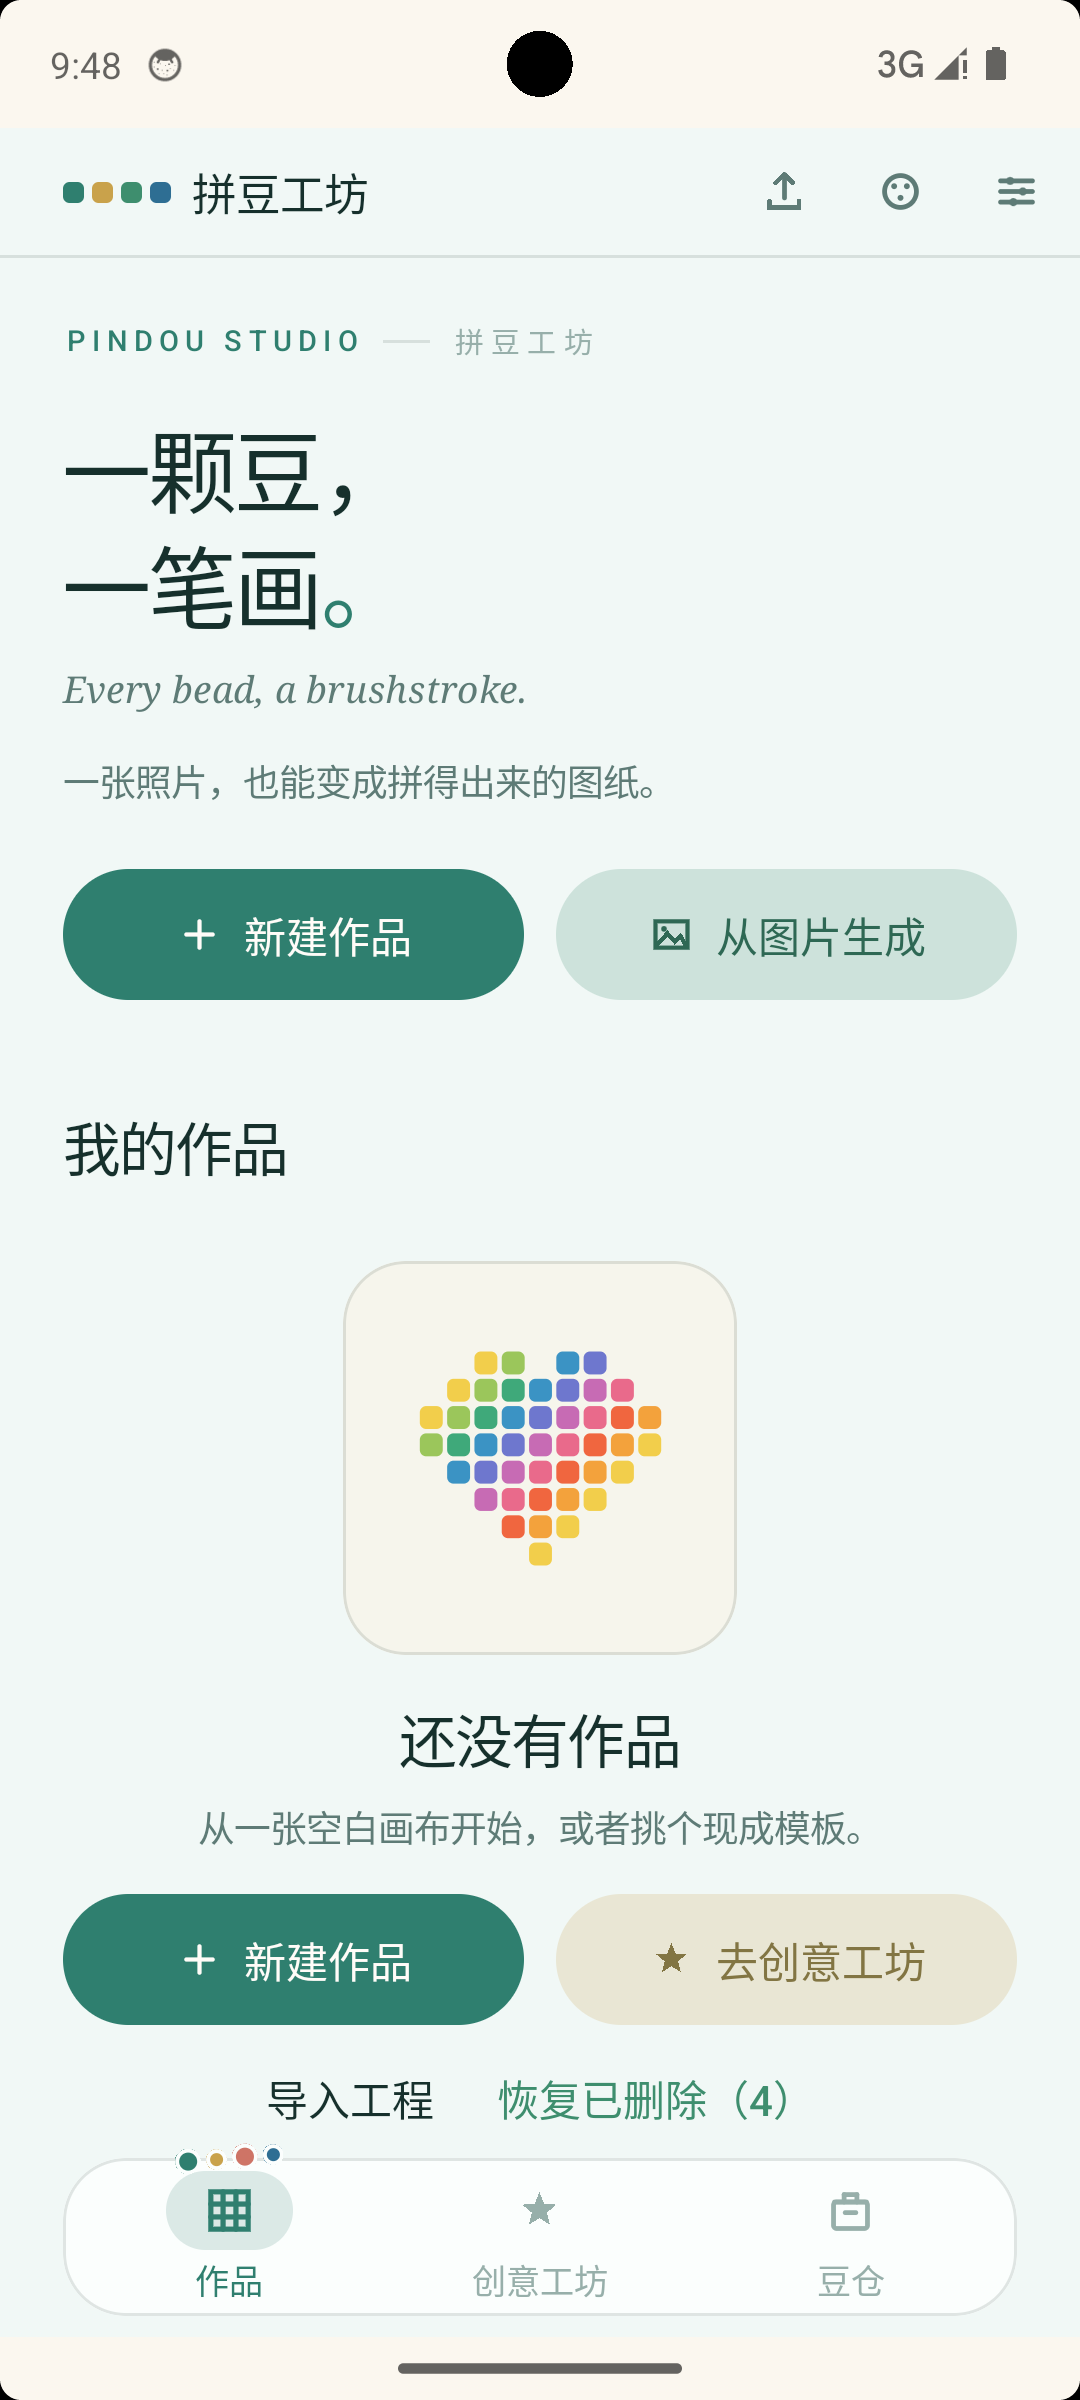 9:48
3G
拼豆工坊
PINDOU STUDIO — 拼豆工坊
一颗豆，
一笔画。
Every bead, a brushstroke.
一张照片，也能变成拼得出来的图纸。
新建作品
从图片生成
我的作品
还没有作品
从一张空白画布开始，或者挑个现成模板。
新建作品
去创意工坊
导入工程
恢复已删除（4）
作品
创意工坊
豆仓